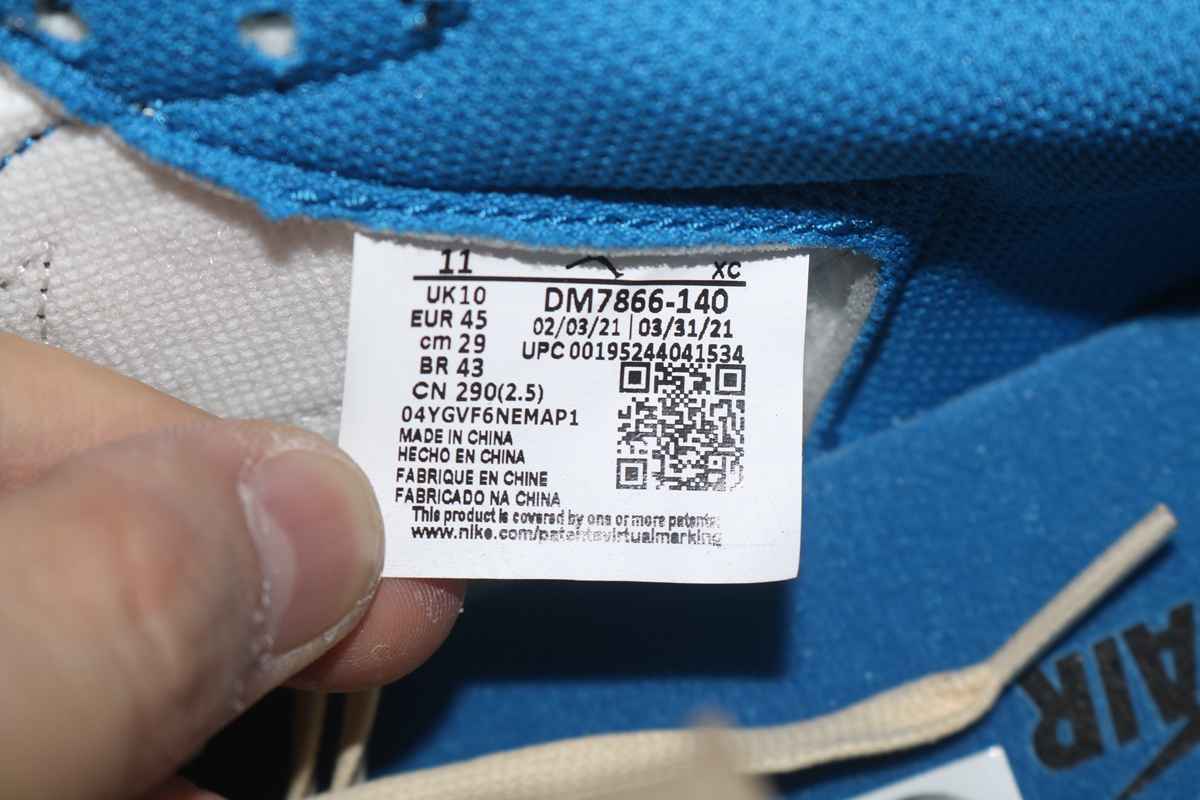 11 XC
UK10
EUR 45
cm 29
BR 43
CN 290(2.5)
DM7866-140
02/03/21 | 03/31/21
UPC 00195244041534
04YGVF6NEMAP1
MADE IN CHINA
HECHO EN CHINA
FABRIQUE EN CHINE
FABRICADO NA CHINA
This product is covered by one or more patents.
www.nike.com/patentsvirtualmarking
AIR